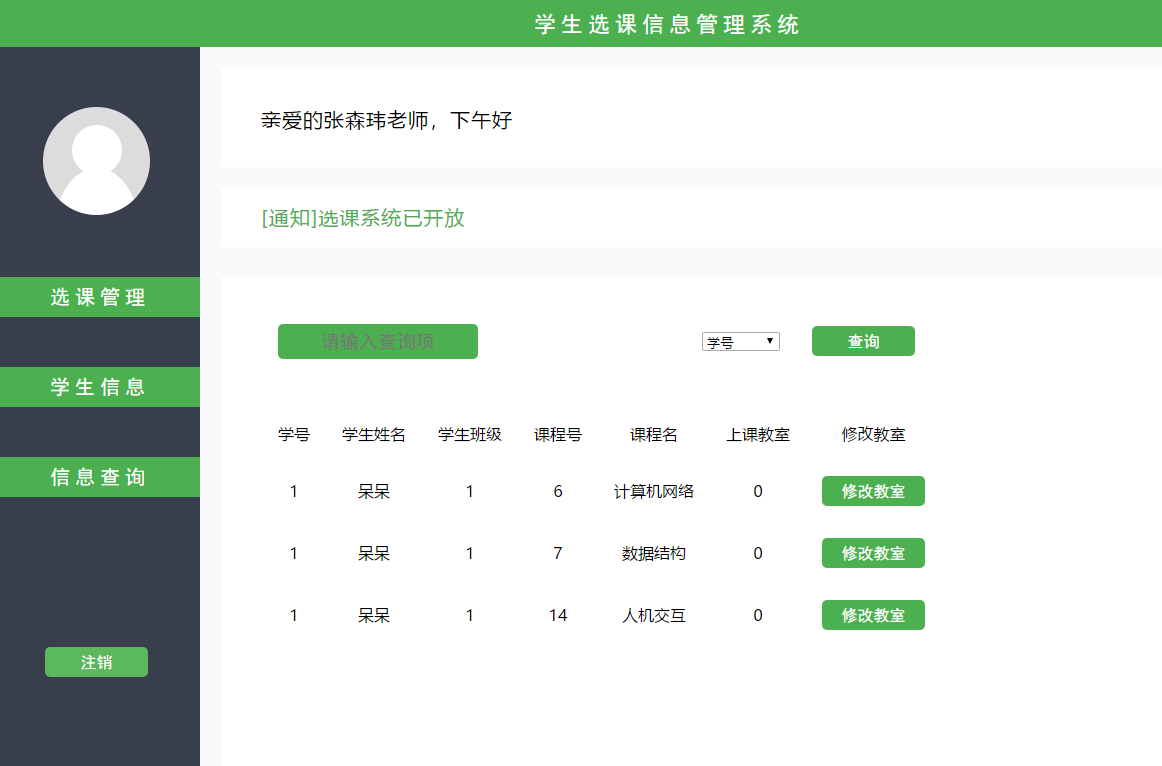 学生选课信息管理系统
亲爱的张森玮老师，下午好
[通知]选课系统已开放
选课管理
学生信息
信息查询
注销
请输入查询项 学号 查询
学号 学生姓名 学生班级 课程号 课程名 上课教室 修改教室
1 呆呆 1 6 计算机网络 0 修改教室
1 呆呆 1 7 数据结构 0 修改教室
1 呆呆 1 14 人机交互 0 修改教室